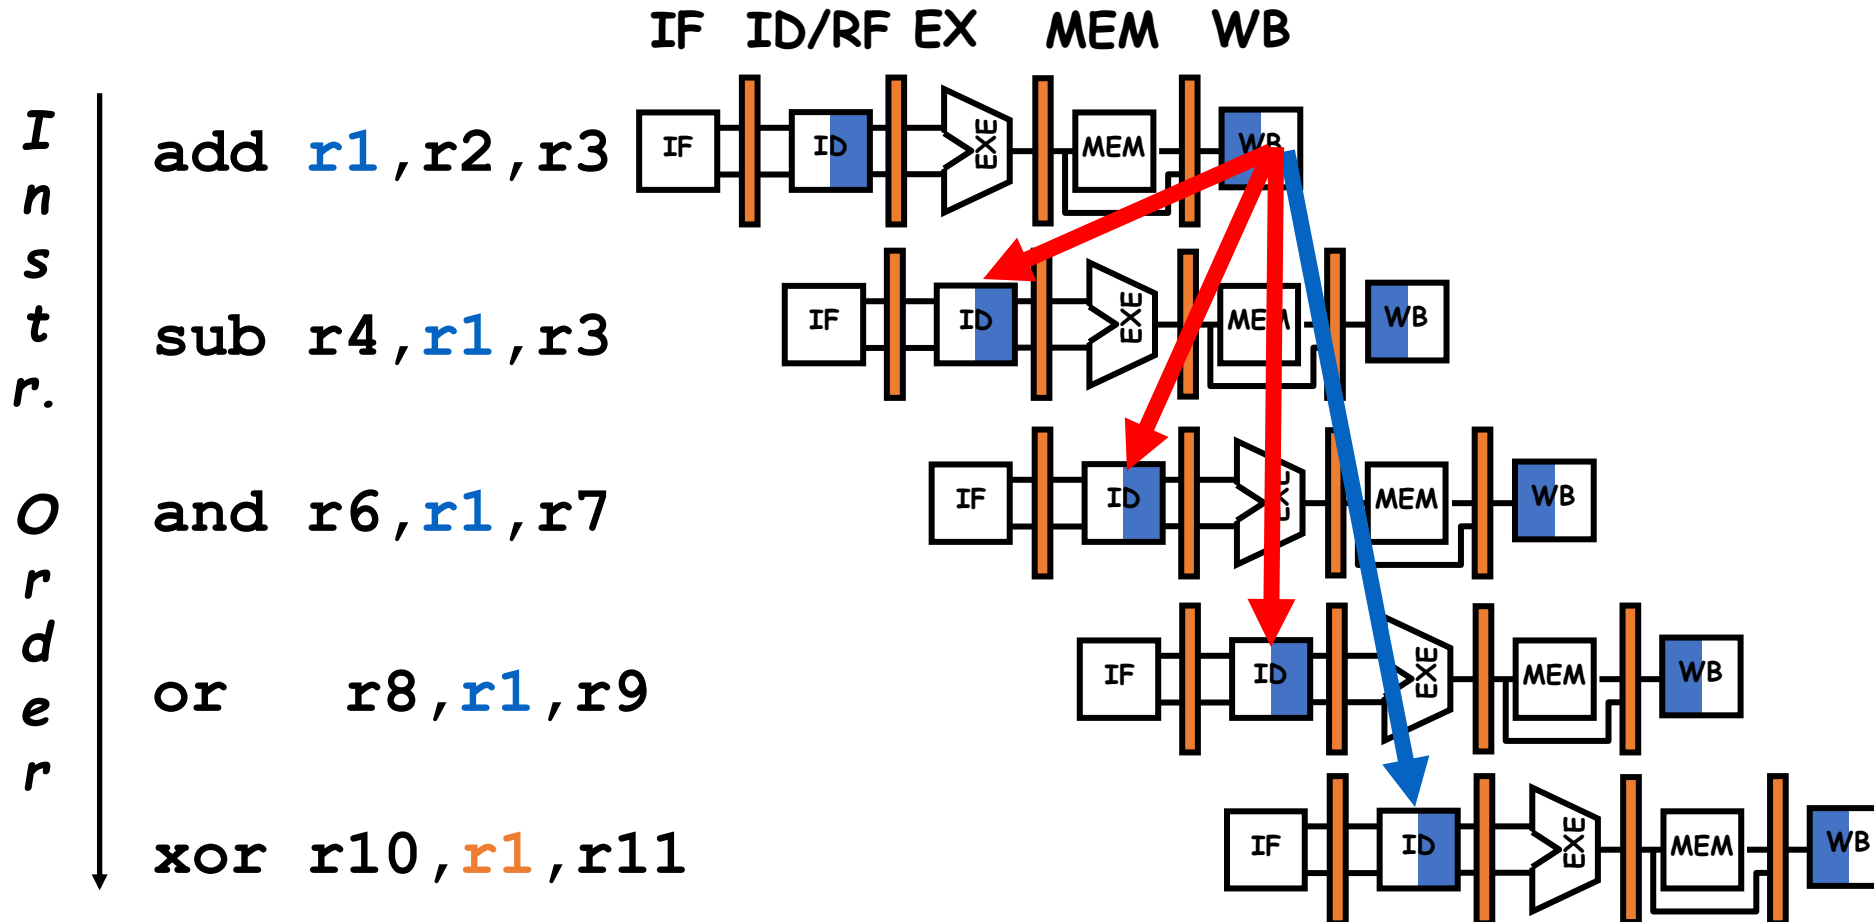 IF ID/RF EX MEM WB
Instr. Order
add r1,r2,r3
IF ID EXE MEM WB
sub r4,r1,r3
IF ID EXE MEM WB
and r6,r1,r7
IF ID EXE MEM WB
or r8,r1,r9
IF ID EXE MEM WB
xor r10,r1,r11
IF ID EXE MEM WB